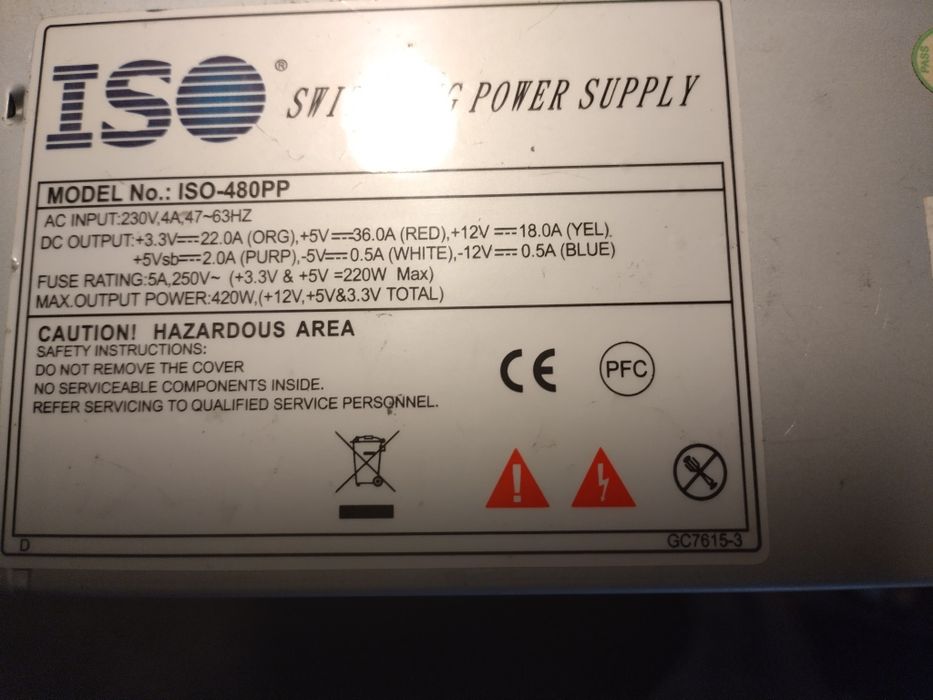 ISO® SWITCHING POWER SUPPLY
PASS
MODEL No.: ISO-480PP
AC INPUT:230V,4A,47~63HZ
DC OUTPUT:+3.3V⎓22.0A (ORG),+5V⎓36.0A (RED),+12V⎓18.0A (YEL).
+5Vsb⎓2.0A (PURP),-5V⎓0.5A (WHITE),-12V⎓0.5A (BLUE)
FUSE RATING:5A,250V~ (+3.3V & +5V =220W Max)
MAX.OUTPUT POWER:420W,(+12V,+5V&3.3V TOTAL)
CAUTION! HAZARDOUS AREA
SAFETY INSTRUCTIONS:
DO NOT REMOVE THE COVER
NO SERVICEABLE COMPONENTS INSIDE.
REFER SERVICING TO QUALIFIED SERVICE PERSONNEL.
CE PFC
D GC7615-3